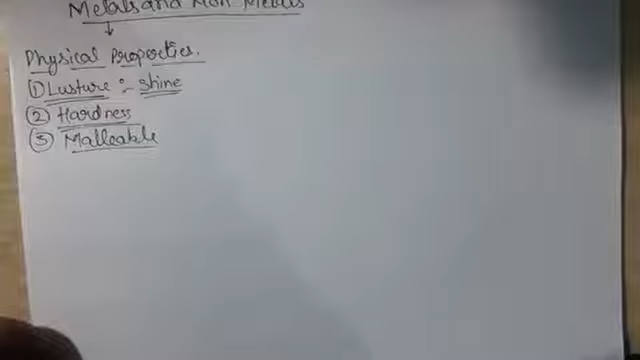 Metals and Non Metals
Physical Properties.
① Lusture :- Shine
② Hardness
③ Malleable